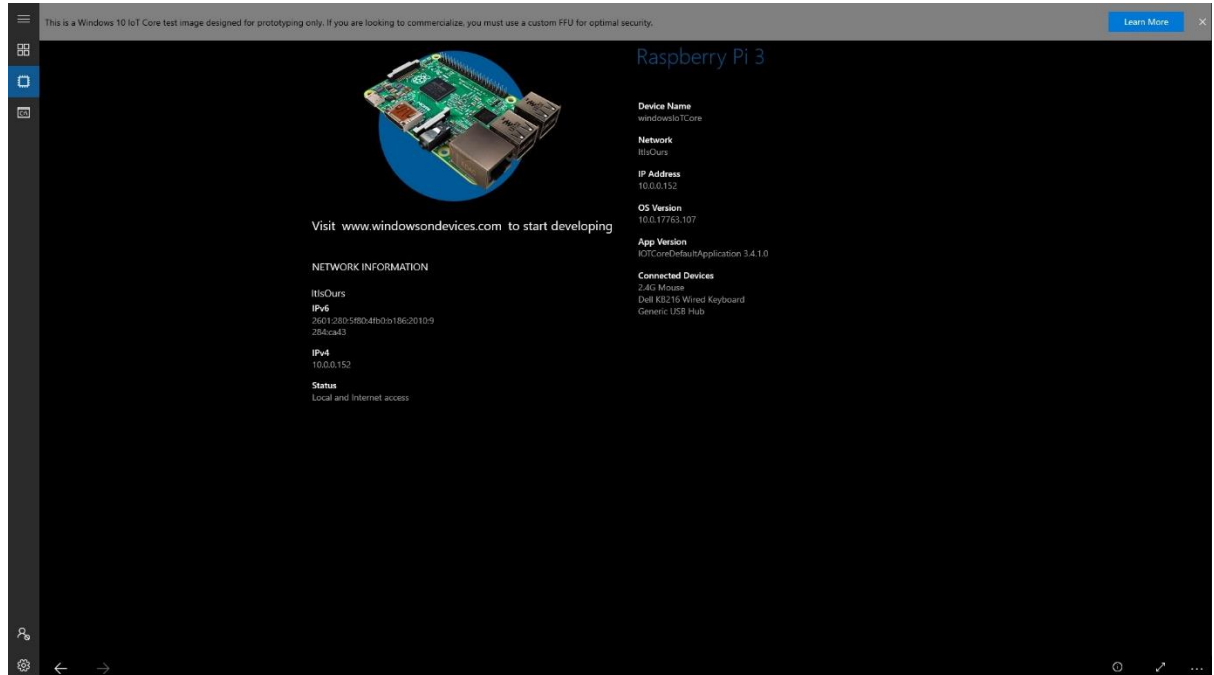 This is a Windows 10 IoT Core test image designed for prototyping only. If you are looking to commercialize, you must use a custom FFU for optimal security.
Learn More
Raspberry Pi 3
Visit www.windowsondevices.com to start developing
NETWORK INFORMATION
ItIsOurs
IPv6
2601:280:5f80:4fb0:b186:2010:9
284:ca43
IPv4
10.0.0.152
Status
Local and Internet access
Device Name
windowsIoTCore
Network
ItIsOurs
IP Address
10.0.0.152
OS Version
10.0.17763.107
App Version
IOTCoreDefaultApplication 3.4.1.0
Connected Devices
2.4G Mouse
Dell KB216 Wired Keyboard
Generic USB Hub